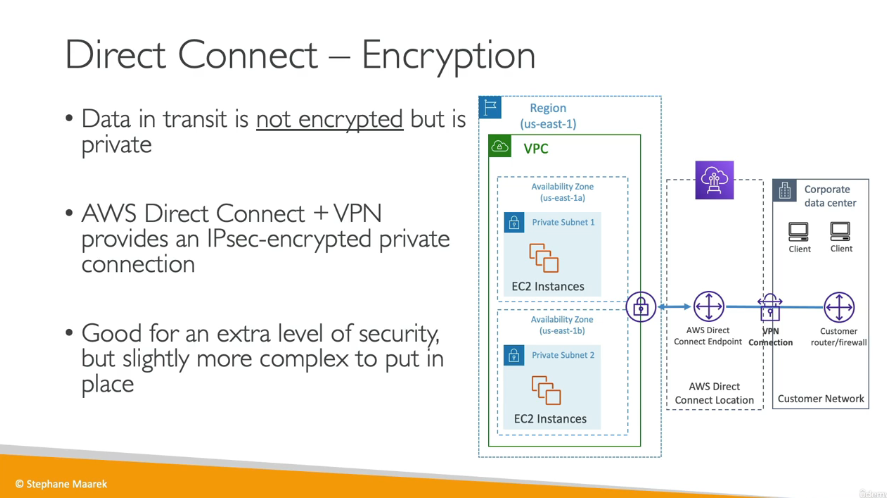 Direct Connect – Encryption
• Data in transit is not encrypted but is
private
• AWS Direct Connect + VPN
provides an IPsec-encrypted private
connection
• Good for an extra level of security,
but slightly more complex to put in
place
Region
(us-east-1)
VPC
Availability Zone
(us-east-1a)
Private Subnet 1
EC2 Instances
Availability Zone
(us-east-1b)
Private Subnet 2
EC2 Instances
AWS Direct
Connect Endpoint
VPN
Connection
Customer
router/firewall
AWS Direct
Connect Location
Corporate
data center
Client
Client
Customer Network
© Stephane Maarek